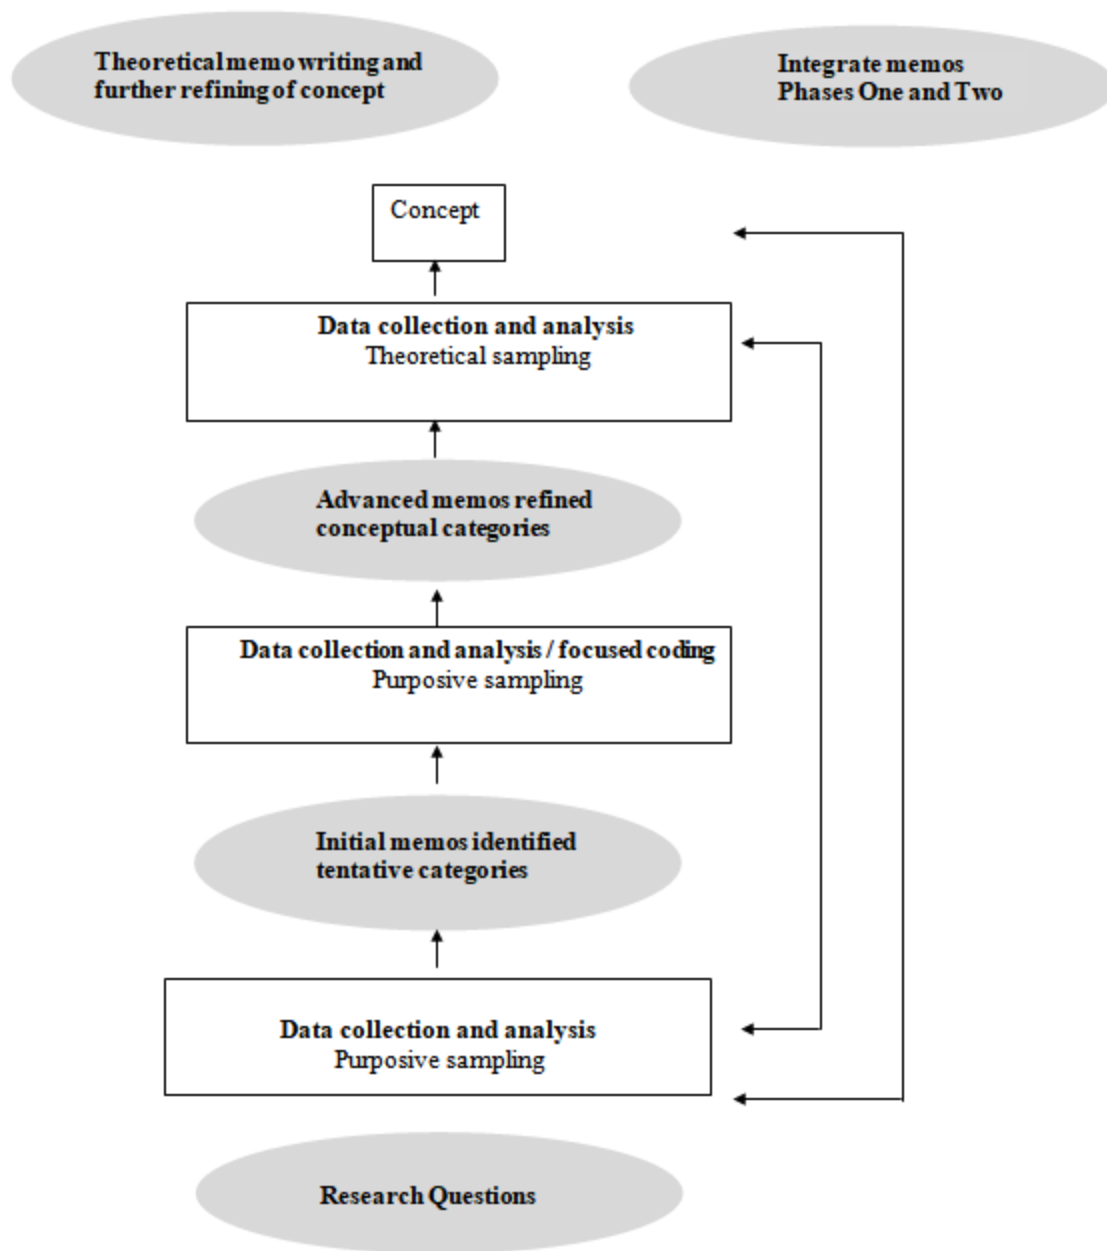 Theoretical memo writing and
further refining of concept
Integrate memos
Phases One and Two
Concept
Data collection and analysis
Theoretical sampling
Advanced memos refined
conceptual categories
Data collection and analysis / focused coding
Purposive sampling
Initial memos identified
tentative categories
Data collection and analysis
Purposive sampling
Research Questions